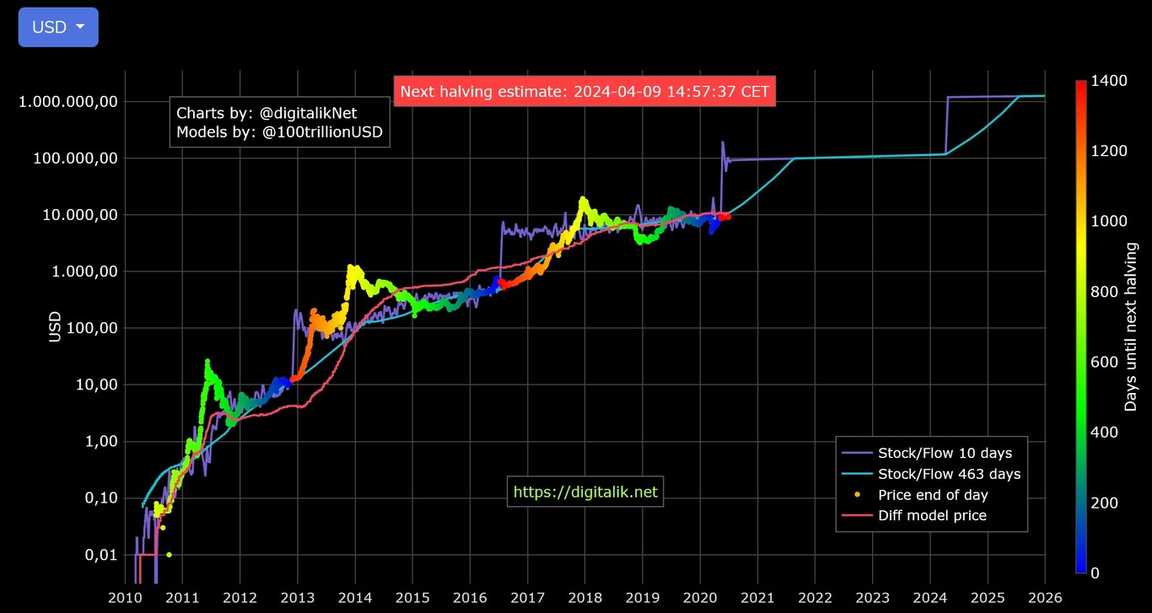 USD
Next halving estimate: 2024-04-09 14:57:37 CET
Charts by: @digitalikNet
Models by: @100trillionUSD
1.000.000,00
100.000,00
10.000,00
1.000,00
100,00
10,00
1,00
0,10
0,01
USD
2010 2011 2012 2013 2014 2015 2016 2017 2018 2019 2020 2021 2022 2023 2024 2025 2026
https://digitalik.net
Stock/Flow 10 days
Stock/Flow 463 days
Price end of day
Diff model price
1400
1200
1000
800
600
400
200
0
Days until next halving